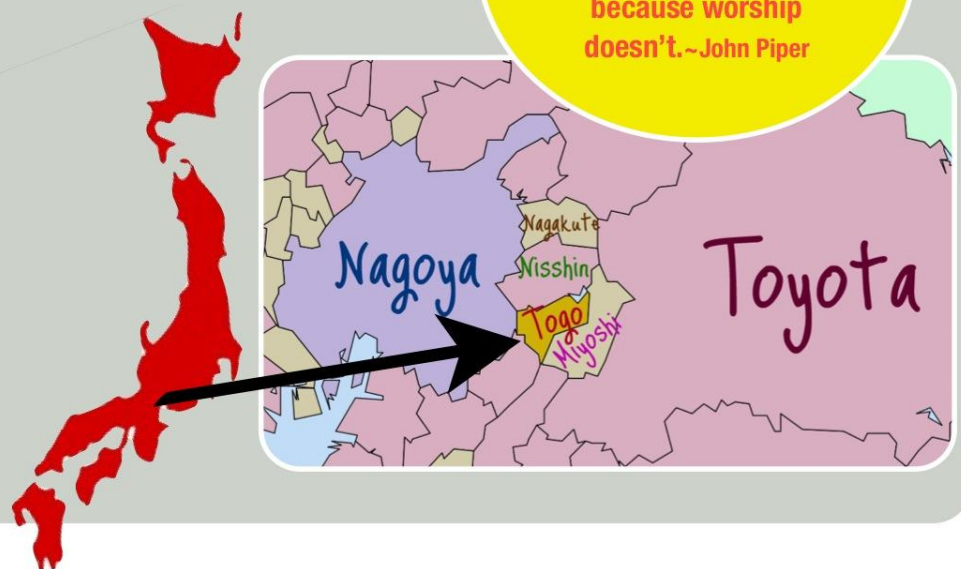 because worship
doesn't.~John Piper
Nagakute
Nagoya
Nisshin
Toyota
Togo
Miyoshi